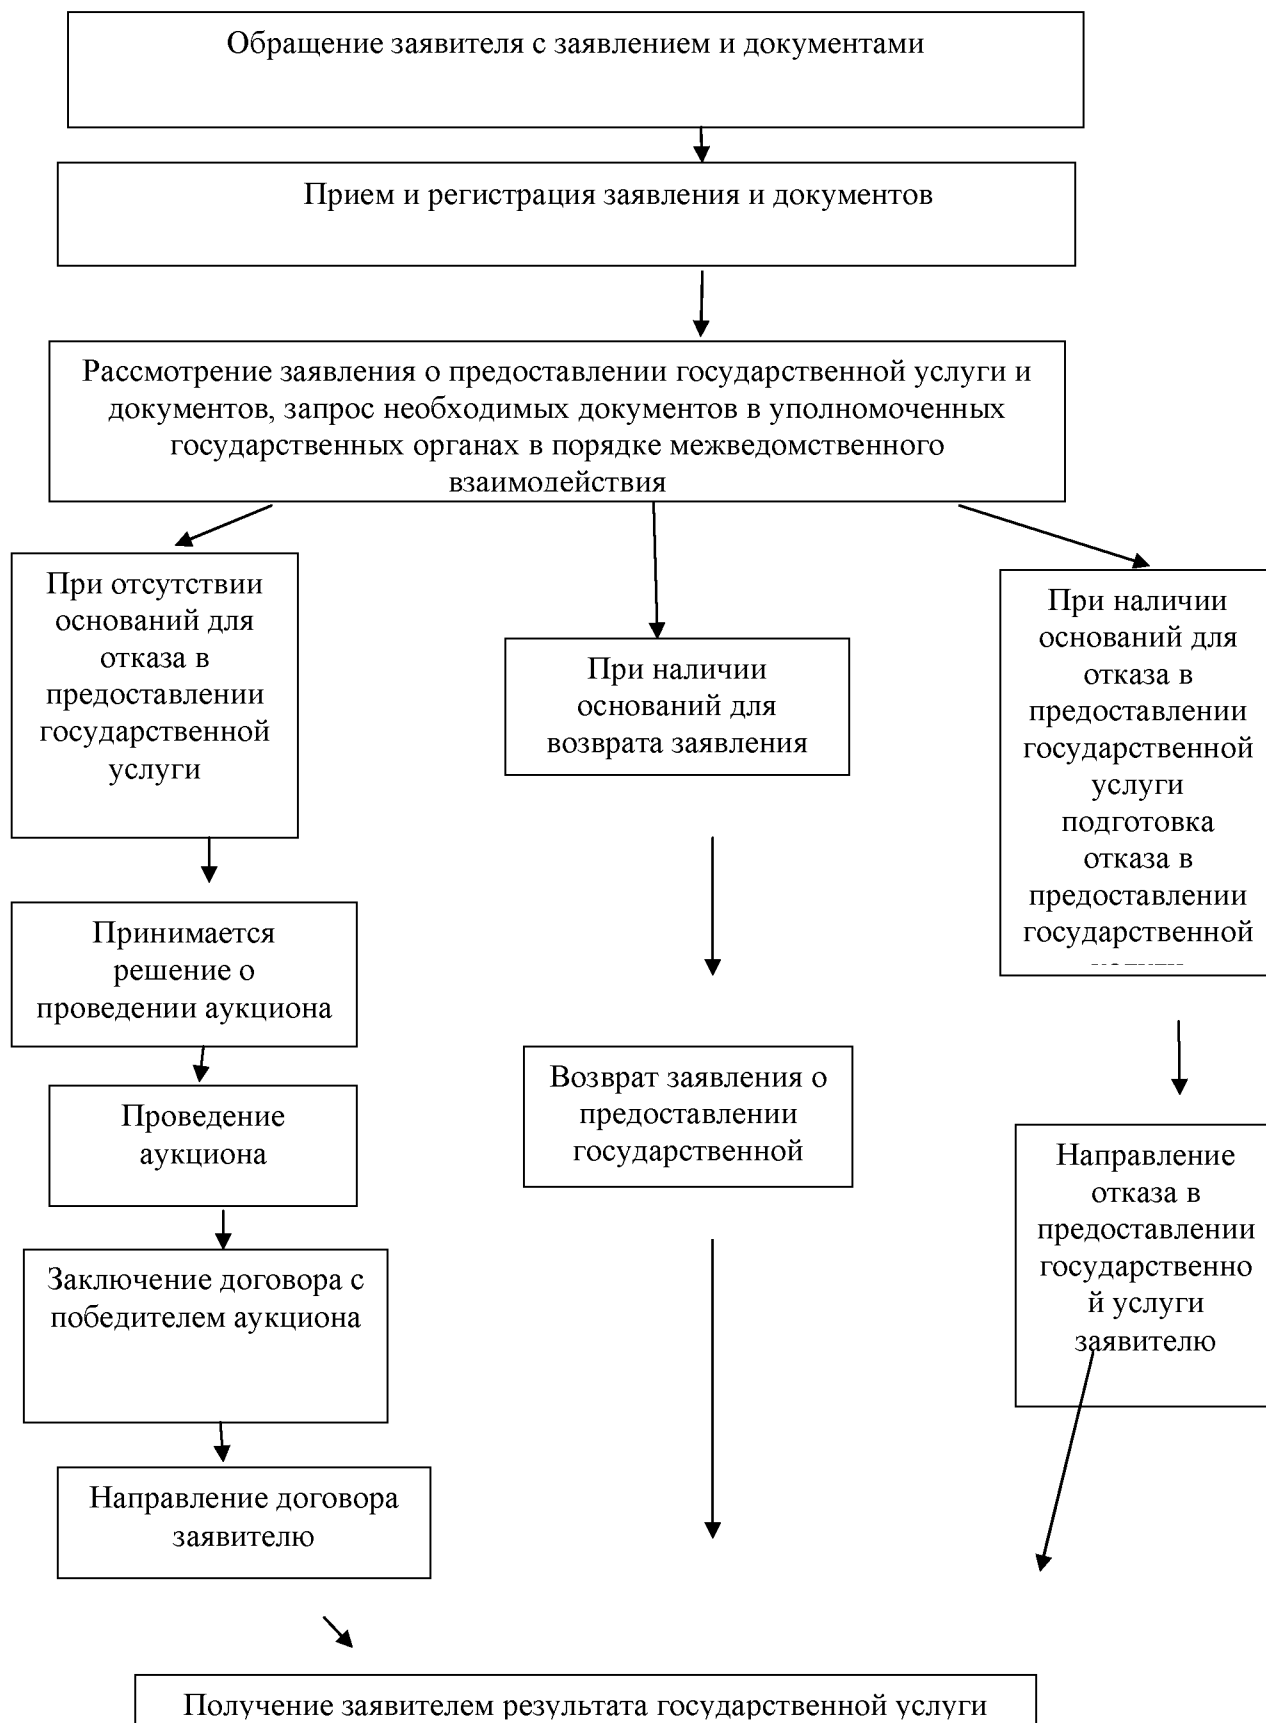 Обращение заявителя с заявлением и документами
Прием и регистрация заявления и документов
Рассмотрение заявления о предоставлении государственной услуги и
документов, запрос необходимых документов в уполномоченных
государственных органах в порядке межведомственного
взаимодействия
При отсутствии
оснований для
отказа в
предоставлении
государственной
услуги
При наличии
оснований для
возврата заявления
При наличии
оснований для
отказа в
предоставлении
государственной
услуги
подготовка
отказа в
предоставлении
государственной
Принимается
решение о
проведении аукциона
Проведение
аукциона
Возврат заявления о
предоставлении
государственной
Направление
отказа в
предоставлении
государственно
й услуги
заявителю
Заключение договора с
победителем аукциона
Направление договора
заявителю
Получение заявителем результата государственной услуги